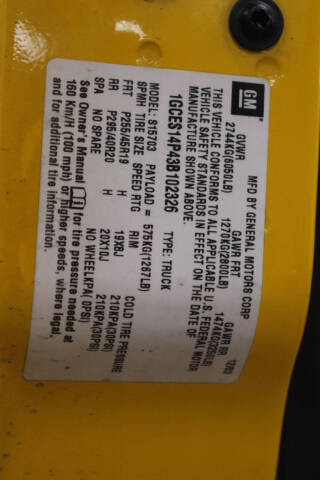 GM
MFD BY GENERAL MOTORS CORP 12/03
GVWR GAWR FRT GAWR RR
2744KG(6050LB) 1270KG(2800LB) 1474KG(3250LB)
THIS VEHICLE CONFORMS TO ALL APPLICABLE U.S. FEDERAL MOTOR
VEHICLE SAFETY STANDARDS IN EFFECT ON THE DATE OF
MANUFACTURE SHOWN ABOVE.
1GCES14P43B102326 TYPE: TRUCK
MODEL: S15703 PAYLOAD = 575KG(1267LB)
SPMH TIRE SIZE SPEED RTG RIM COLD TIRE PRESSURE
FRT P255/45R19 H 19X8J 210KPA(30PSI)
RR P295/40R20 H 20X10J 210KPA(30PSI)
SPA NO SPARE NO WHEEL KPA( 0PSI)
See Owner's Manual for tire pressure needed at
160 Km/H (100 mph) or higher speeds, where legal,
and for additional tire information.